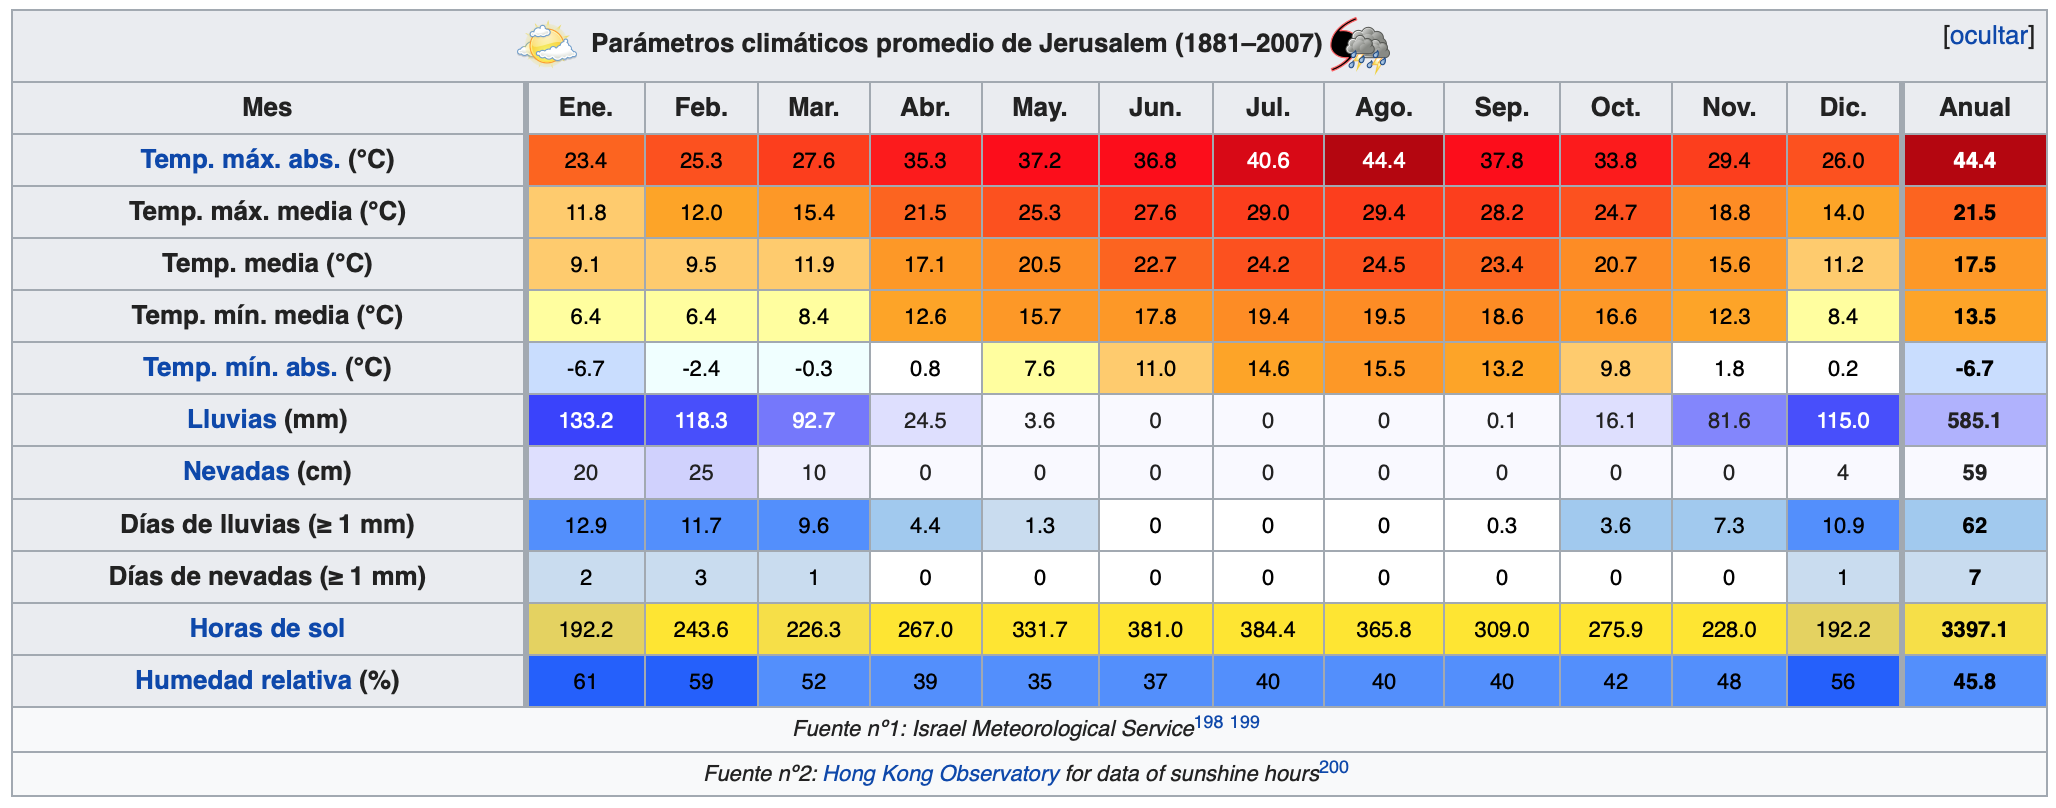 Parámetros climáticos promedio de Jerusalem (1881–2007) [ocultar]
Mes Ene. Feb. Mar. Abr. May. Jun. Jul. Ago. Sep. Oct. Nov. Dic. Anual
Temp. máx. abs. (°C) 23.4 25.3 27.6 35.3 37.2 36.8 40.6 44.4 37.8 33.8 29.4 26.0 44.4
Temp. máx. media (°C) 11.8 12.0 15.4 21.5 25.3 27.6 29.0 29.4 28.2 24.7 18.8 14.0 21.5
Temp. media (°C) 9.1 9.5 11.9 17.1 20.5 22.7 24.2 24.5 23.4 20.7 15.6 11.2 17.5
Temp. mín. media (°C) 6.4 6.4 8.4 12.6 15.7 17.8 19.4 19.5 18.6 16.6 12.3 8.4 13.5
Temp. mín. abs. (°C) -6.7 -2.4 -0.3 0.8 7.6 11.0 14.6 15.5 13.2 9.8 1.8 0.2 -6.7
Lluvias (mm) 133.2 118.3 92.7 24.5 3.6 0 0 0 0.1 16.1 81.6 115.0 585.1
Nevadas (cm) 20 25 10 0 0 0 0 0 0 0 0 4 59
Días de lluvias (≥ 1 mm) 12.9 11.7 9.6 4.4 1.3 0 0 0 0.3 3.6 7.3 10.9 62
Días de nevadas (≥ 1 mm) 2 3 1 0 0 0 0 0 0 0 0 1 7
Horas de sol 192.2 243.6 226.3 267.0 331.7 381.0 384.4 365.8 309.0 275.9 228.0 192.2 3397.1
Humedad relativa (%) 61 59 52 39 35 37 40 40 40 42 48 56 45.8
Fuente nº1: Israel Meteorological Service198 199
Fuente nº2: Hong Kong Observatory for data of sunshine hours200